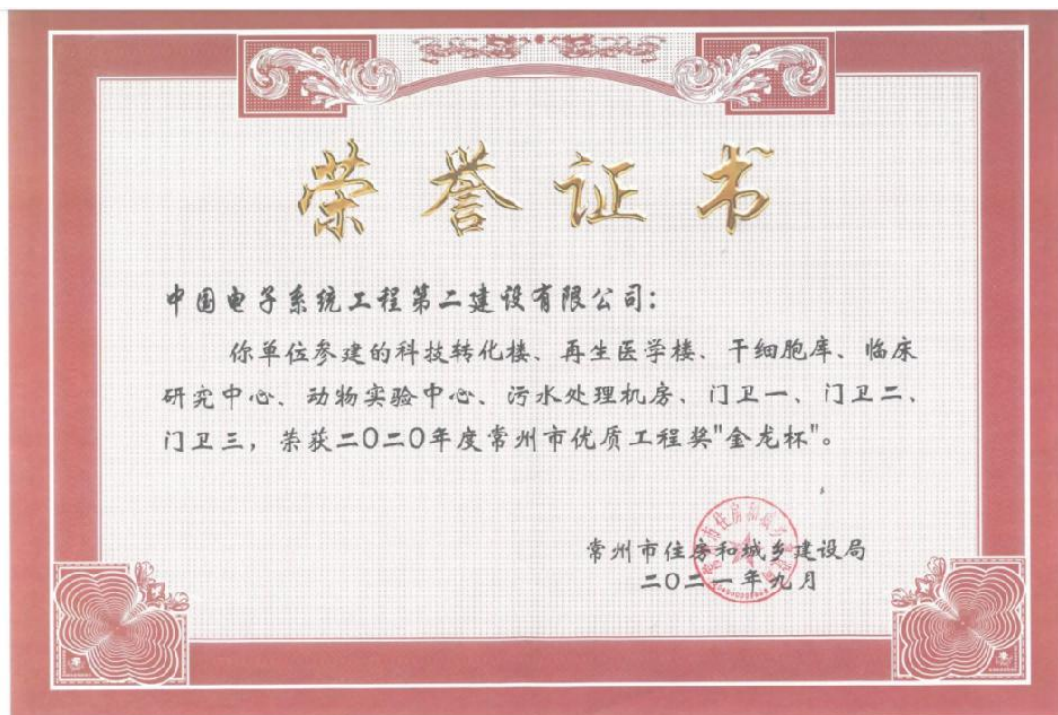 荣誉证书
中国电子系统工程第二建设有限公司：
你单位参建的科技转化楼、再生医学楼、干细胞库、临床
研究中心、动物实验中心、污水处理机房、门卫一、门卫二、
门卫三，荣获二〇二〇年度常州市优质工程奖"金龙杯"。
常州市住房和城乡建设局
二〇二一年九月